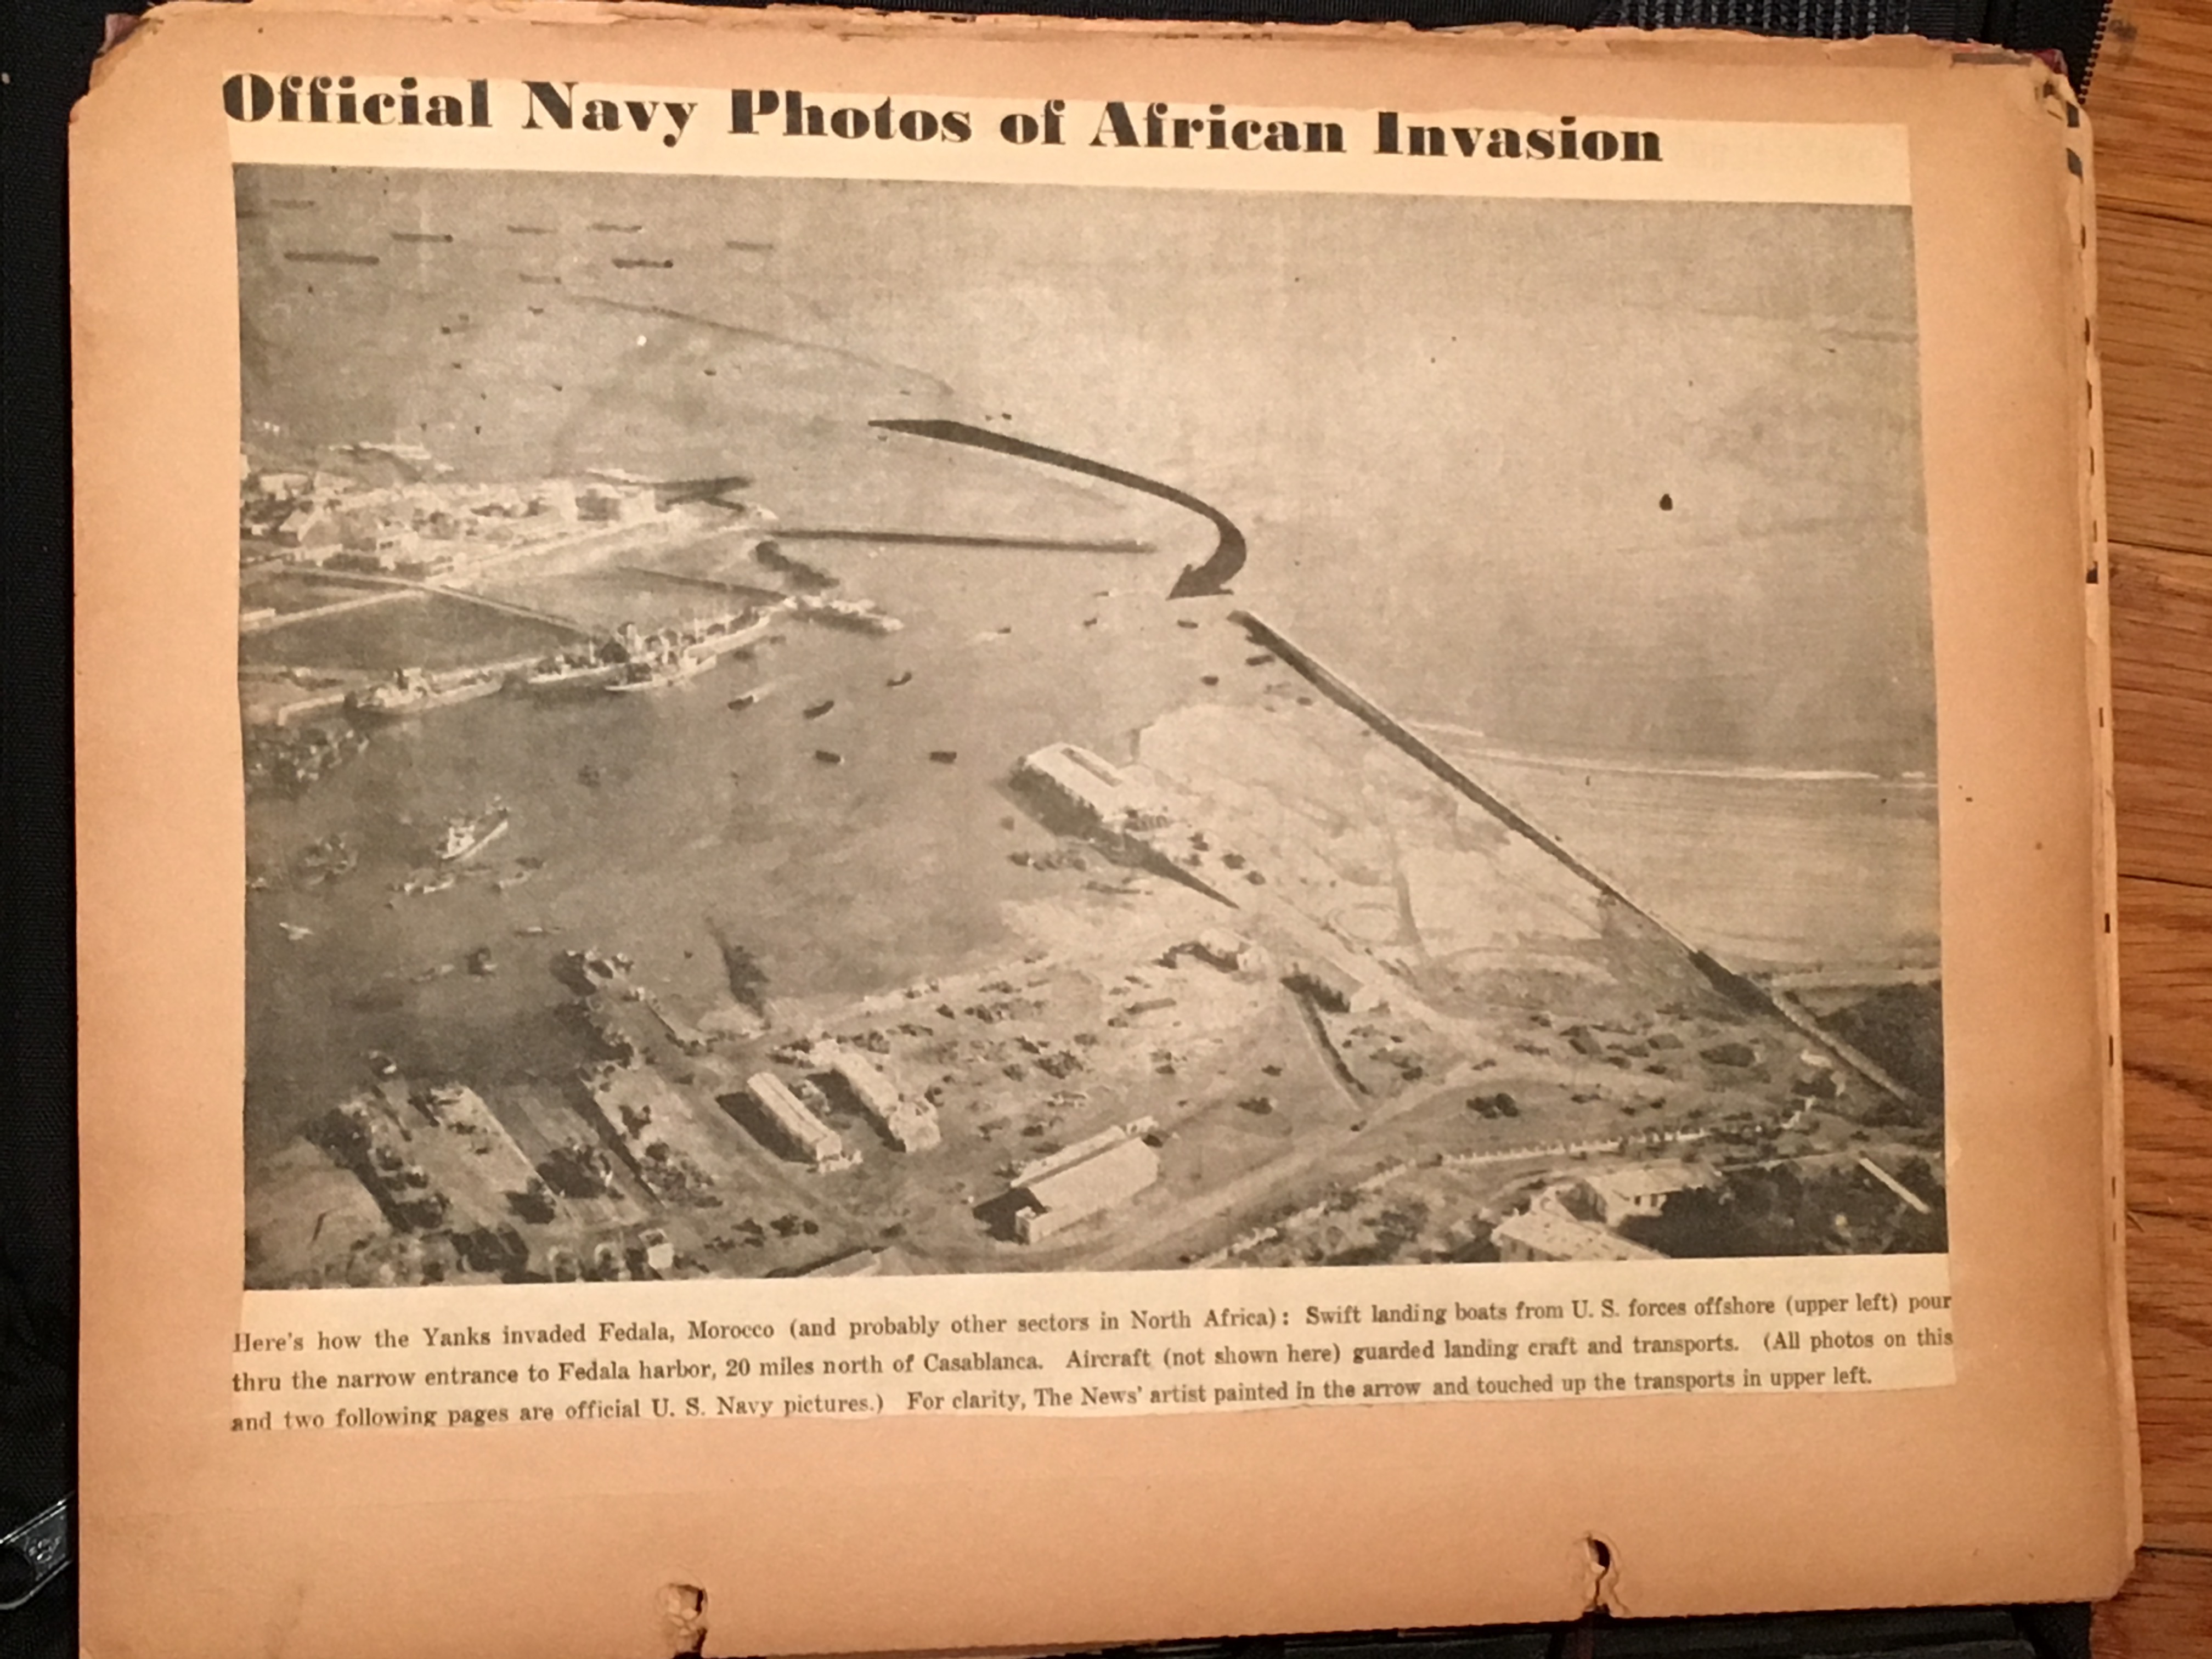 Official Navy Photos of African Invasion
Here's how the Yanks invaded Fedala, Morocco (and probably other sectors in North Africa): Swift landing boats from U. S. forces offshore (upper left) pour
thru the narrow entrance to Fedala harbor, 20 miles north of Casablanca. Aircraft (not shown here) guarded landing craft and transports. (All photos on this
and two following pages are official U. S. Navy pictures.) For clarity, The News' artist painted in the arrow and touched up the transports in upper left.